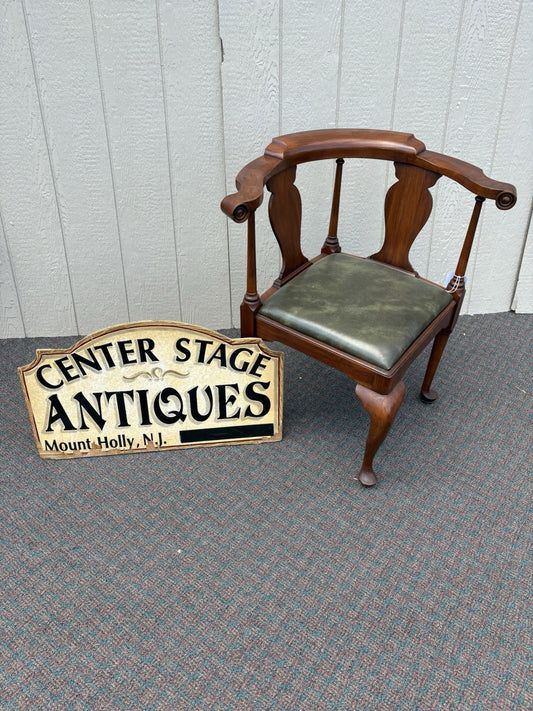 CENTER STAGE
ANTIQUES
Mount Holly, N.J.